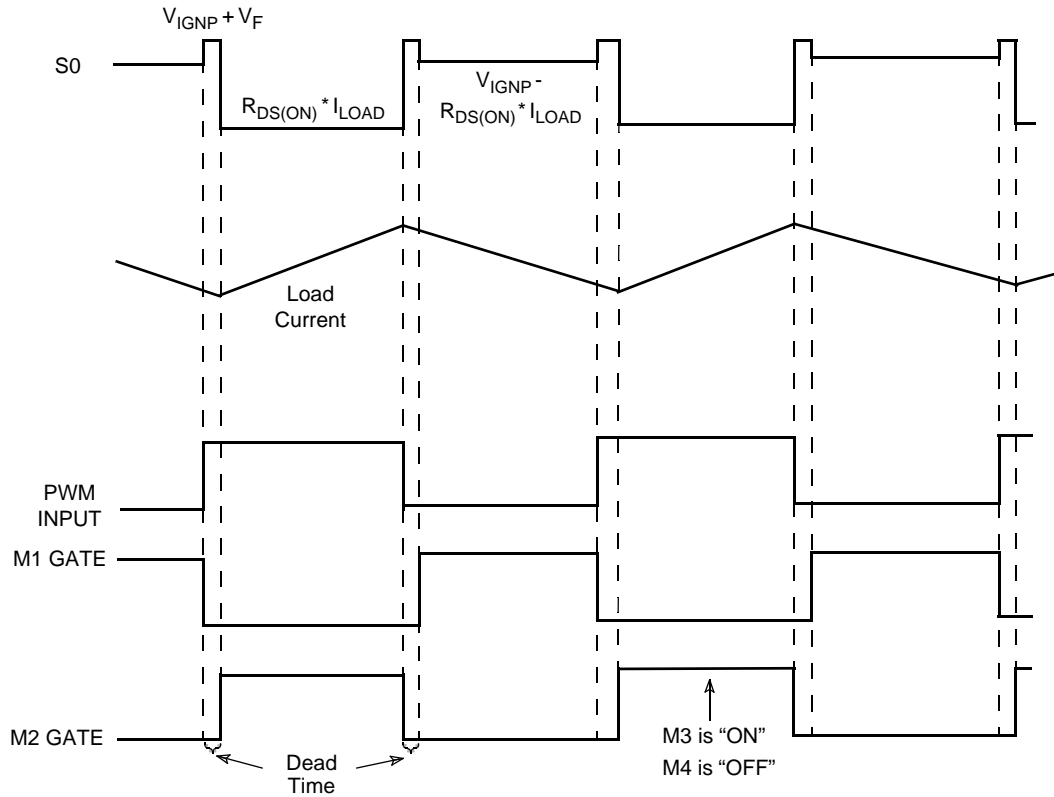 V_IGNP + V_F
S0
R_DS(ON) * I_LOAD
V_IGNP -
R_DS(ON) * I_LOAD
Load
Current
PWM
INPUT
M1 GATE
M2 GATE
Dead
Time
M3 is “ON”
M4 is “OFF”